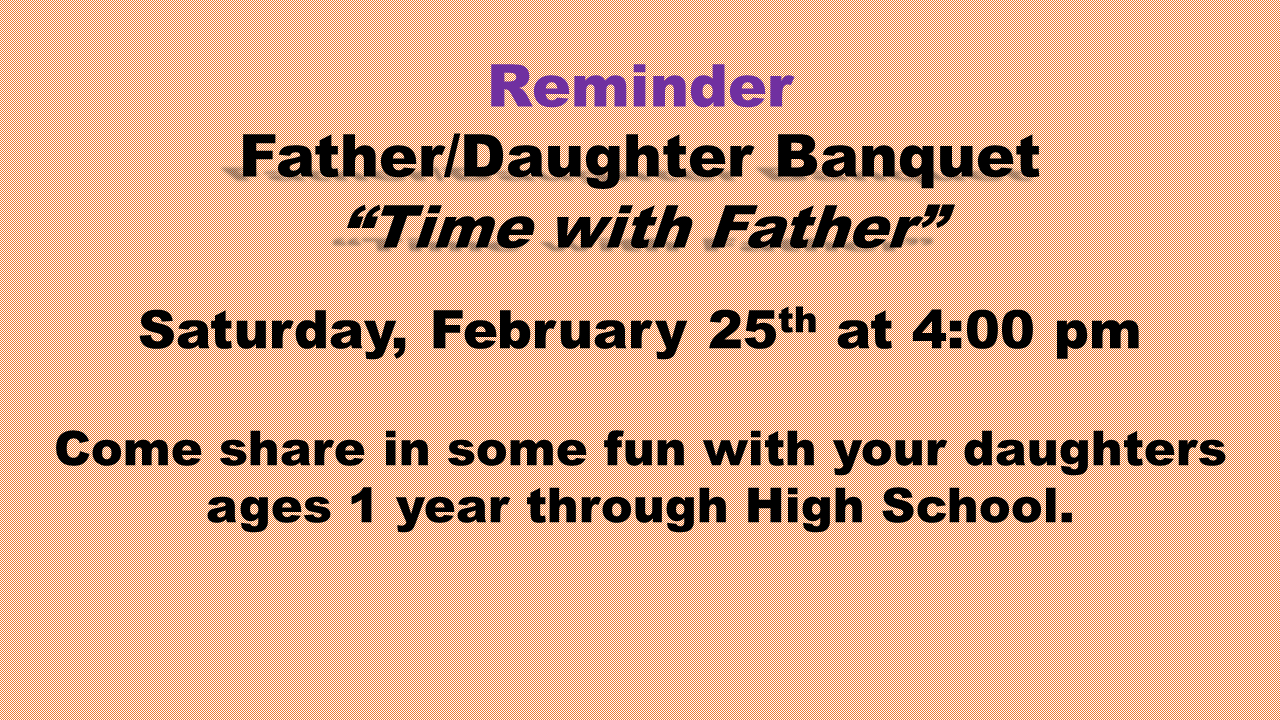 Reminder
Father/Daughter Banquet
“Time with Father”
Saturday, February 25th at 4:00 pm
Come share in some fun with your daughters
ages 1 year through High School.